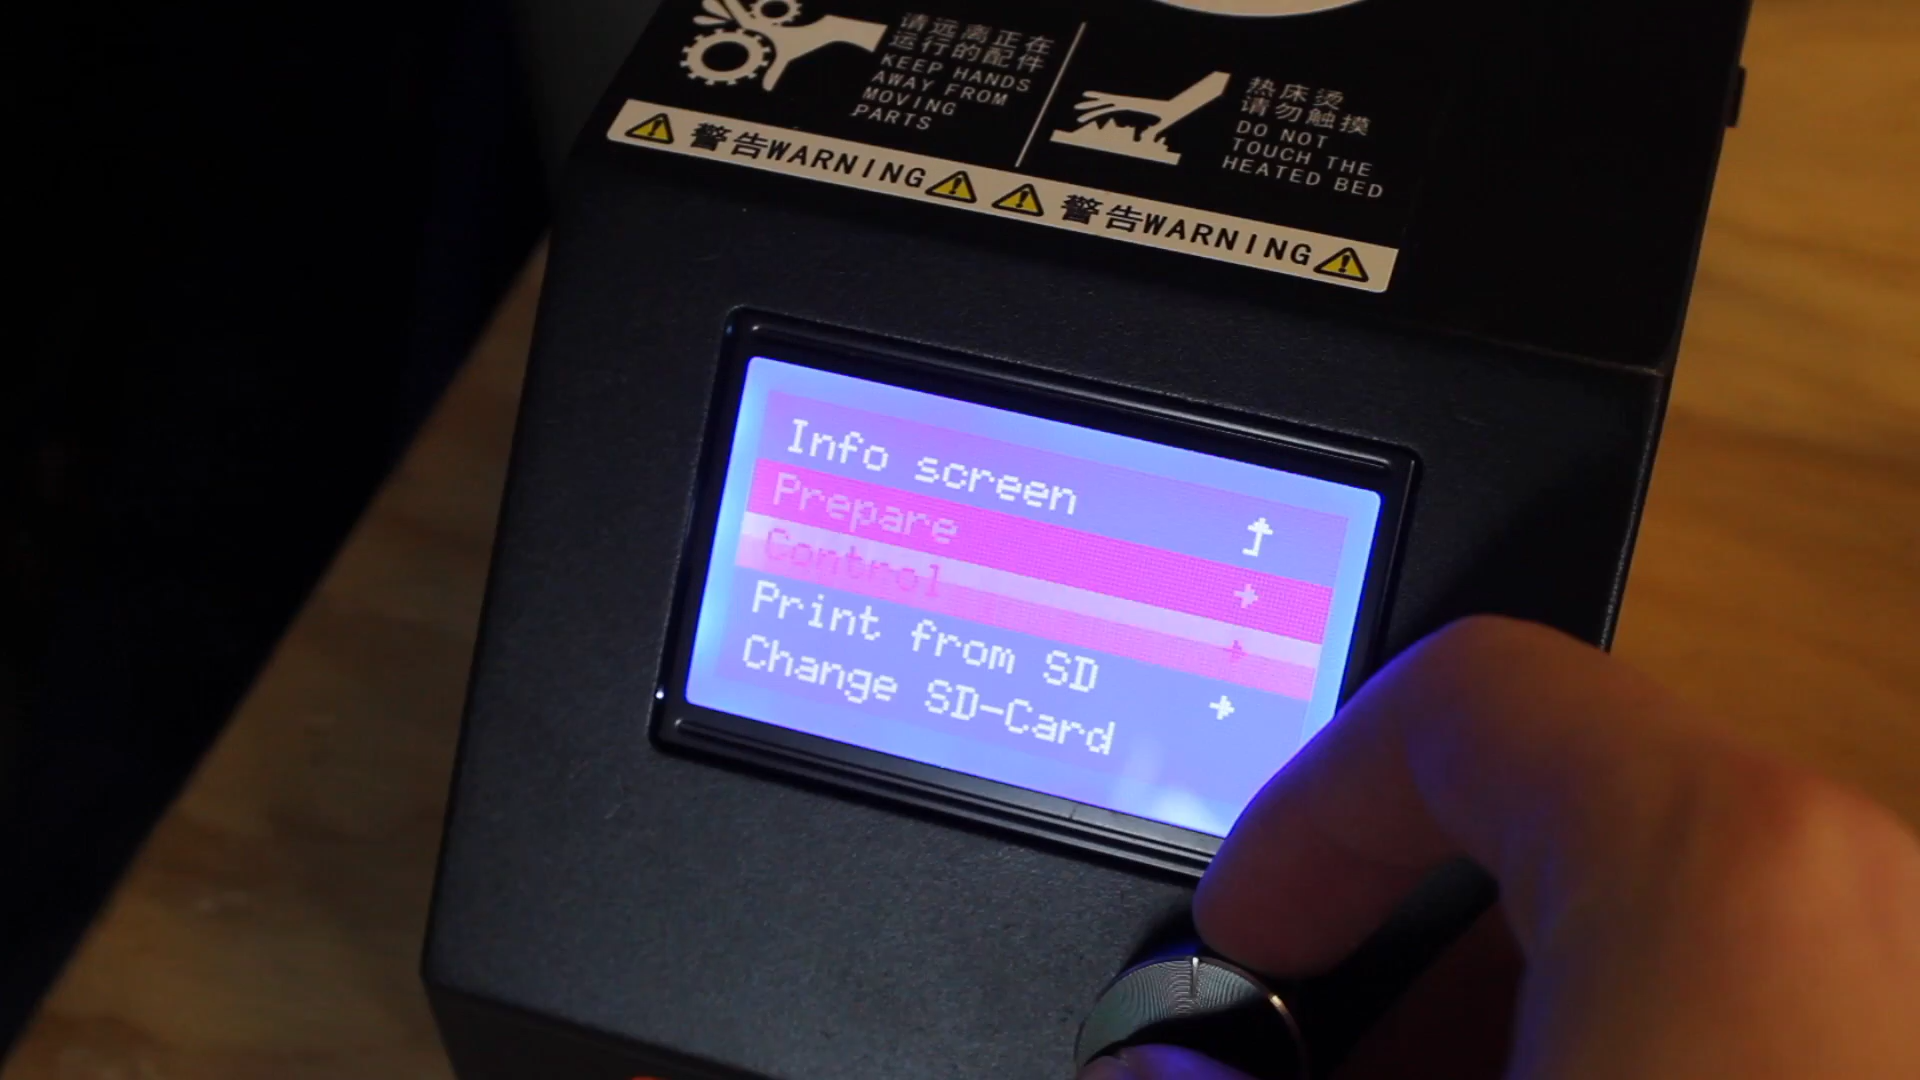 请远离正在
运行的配件
KEEP HANDS
AWAY FROM
MOVING
PARTS
热床烫
请勿触摸
DO NOT
TOUCH THE
HEATED BED
警告WARNING
警告WARNING
Info screen
Prepare
Control
Print from SD
Change SD-Card